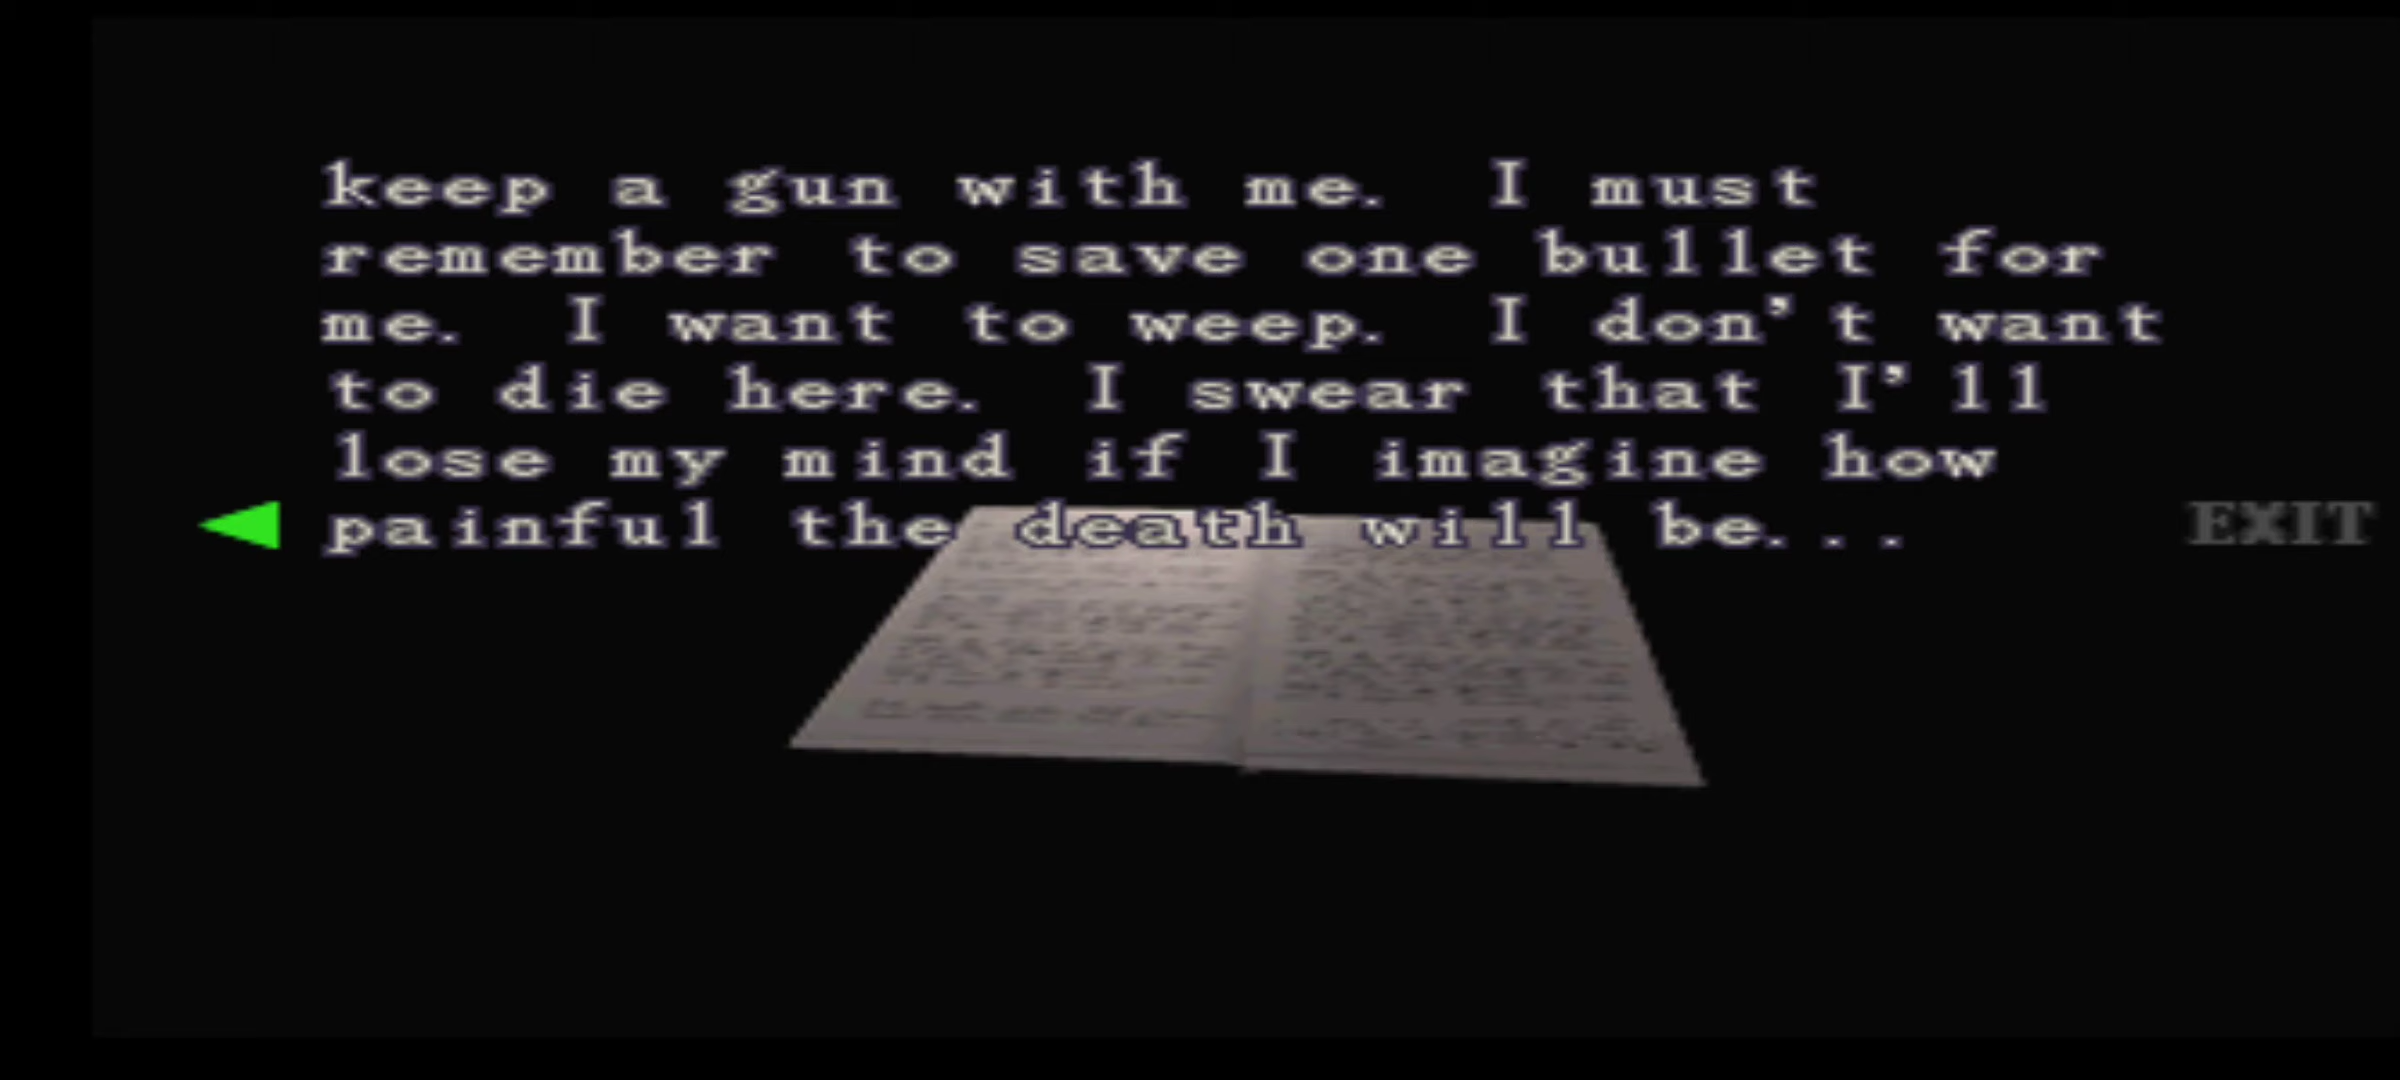 keep a gun with me. I must
remember to save one bullet for
me. I want to weep. I don't want
to die here. I swear that I'll
lose my mind if I imagine how
painful the death will be...
EXIT